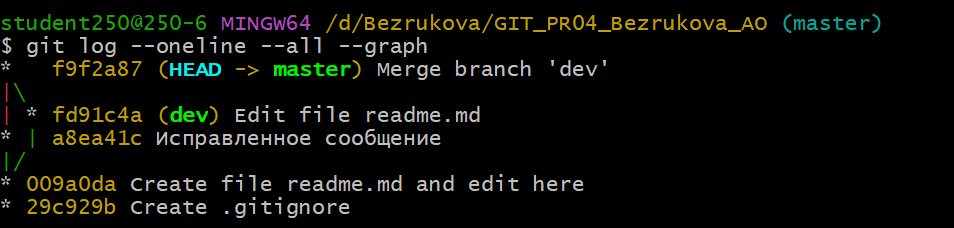 student250@250-6 MINGW64 /d/Bezrukova/GIT_PR04_Bezrukova_AO (master)
$ git log --oneline --all --graph
*   f9f2a87 (HEAD -> master) Merge branch 'dev'
|\
| * fd91c4a (dev) Edit file readme.md
* | a8ea41c Исправленное сообщение
|/
* 009a0da Create file readme.md and edit here
* 29c929b Create .gitignore